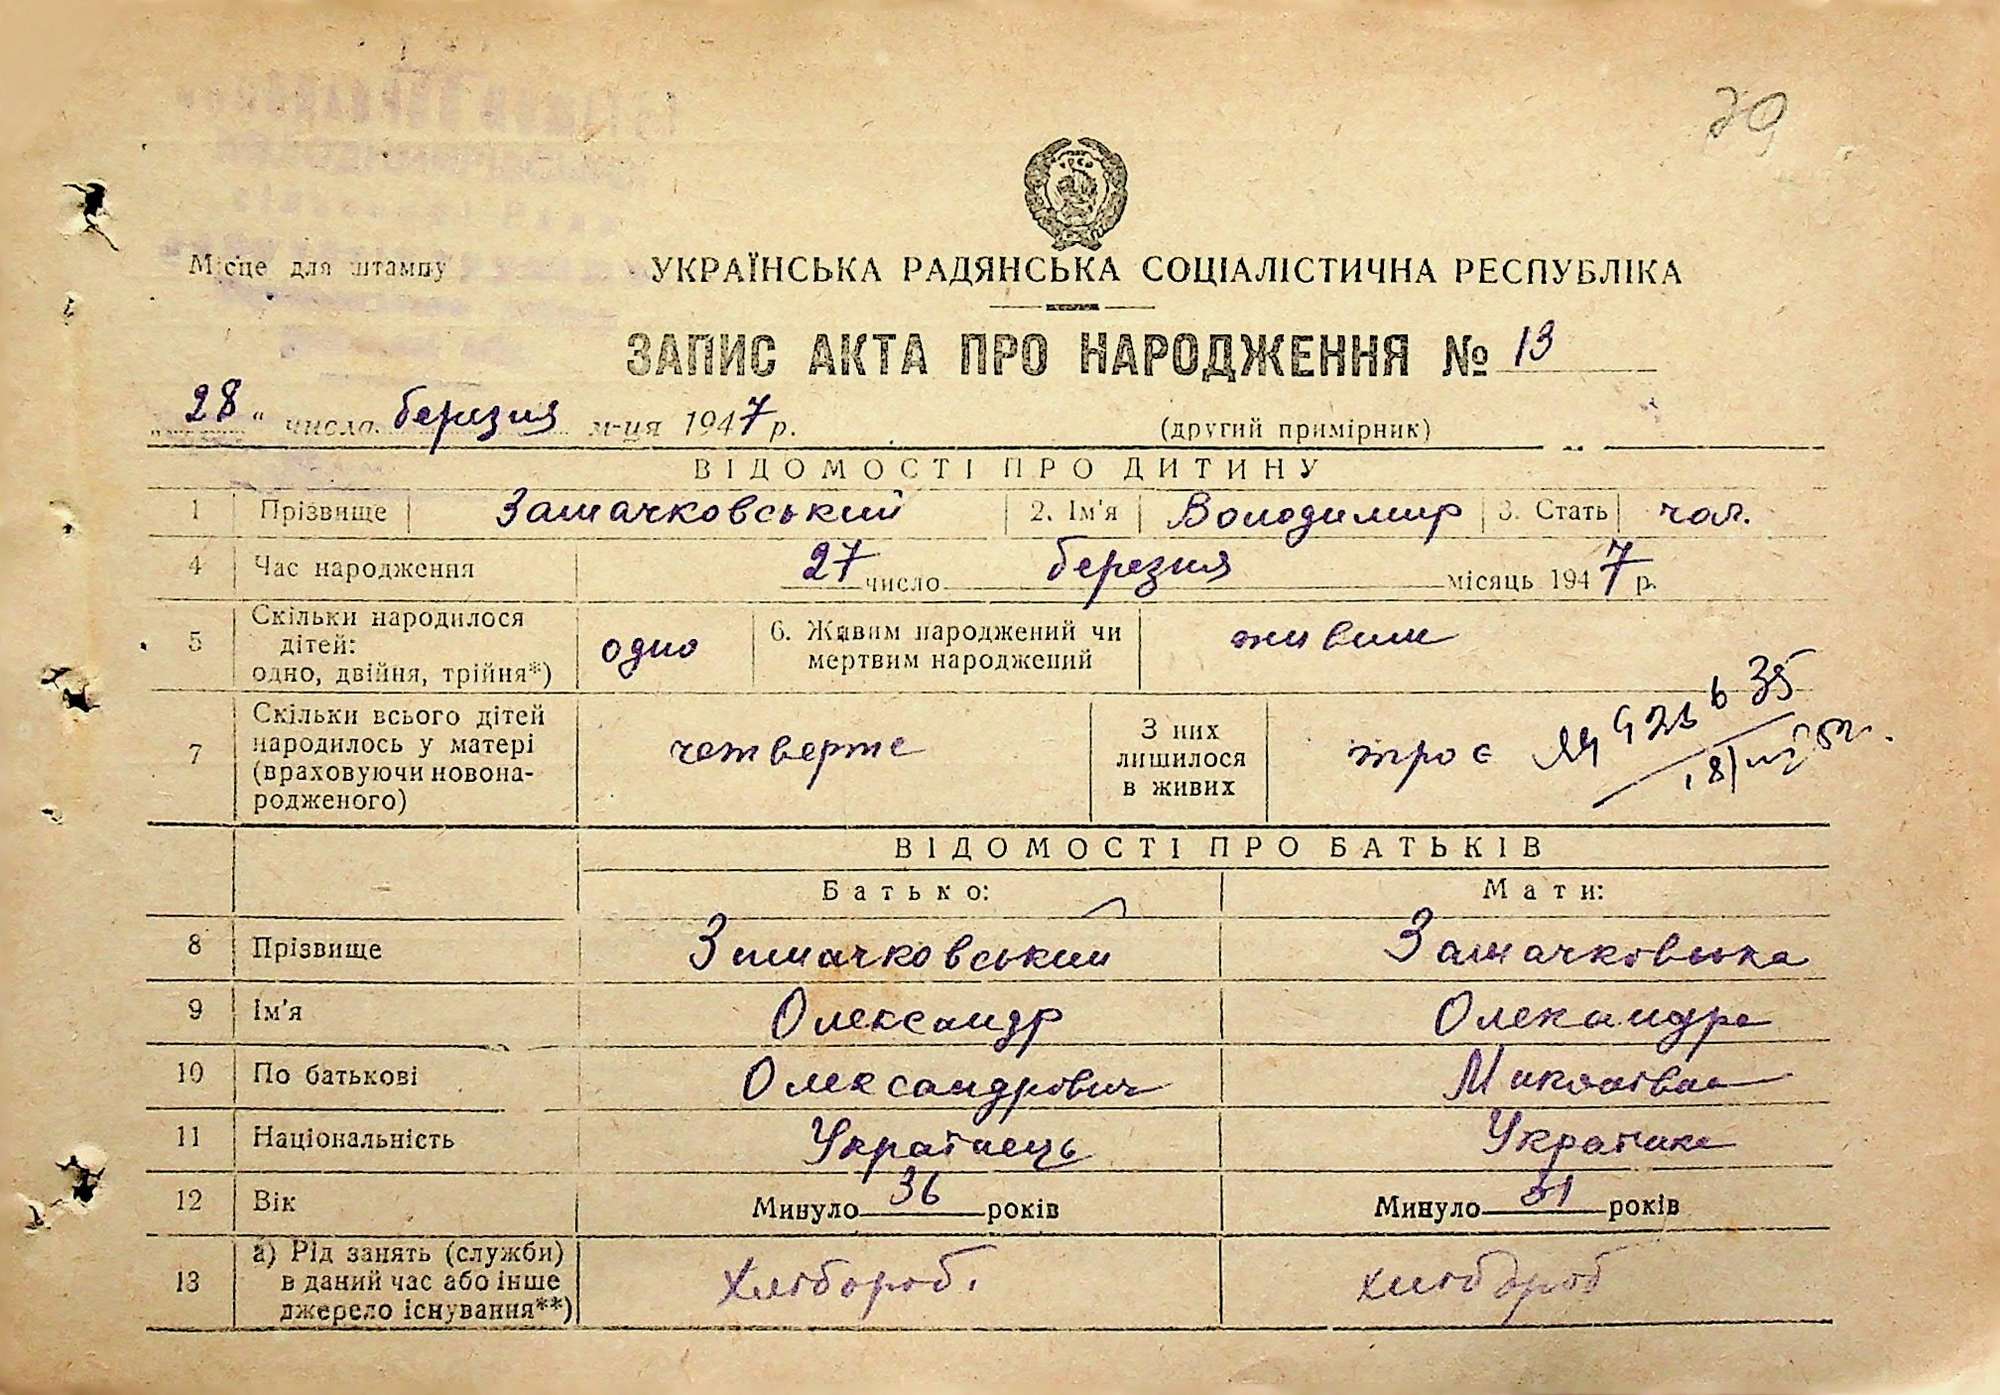 79
Місце для штампу
УКРАЇНСЬКА РАДЯНСЬКА СОЦІАЛІСТИЧНА РЕСПУБЛІКА
ЗАПИС АКТА ПРО НАРОДЖЕННЯ № 13
„28“ числа березня м-ця 1947 р. (другий примірник)
ВІДОМОСТІ ПРО ДИТИНУ
1 Прізвище Замачковський 2. Ім'я Володимир 3. Стать чол.
4 Час народження 27 число березня місяць 1947 р.
5 Скільки народилося дітей: одно, двійня, трійня*) одно 6. Живим народжений чи мертвим народжений живим
7 Скільки всього дітей народилось у матері (враховуючи новонародженого) четверте З них лишилося в живих троє
ВІДОМОСТІ ПРО БАТЬКІВ
Батько: Мати:
8 Прізвище Замачковський Замачковська
9 Ім'я Олександр Олександра
10 По батькові Олександрович Миколаївна
11 Національність Українець Українка
12 Вік Минуло 36 років Минуло 31 років
13 а) Рід занять (служби) в даний час або інше джерело існування**) Хлібороб. хлібороб